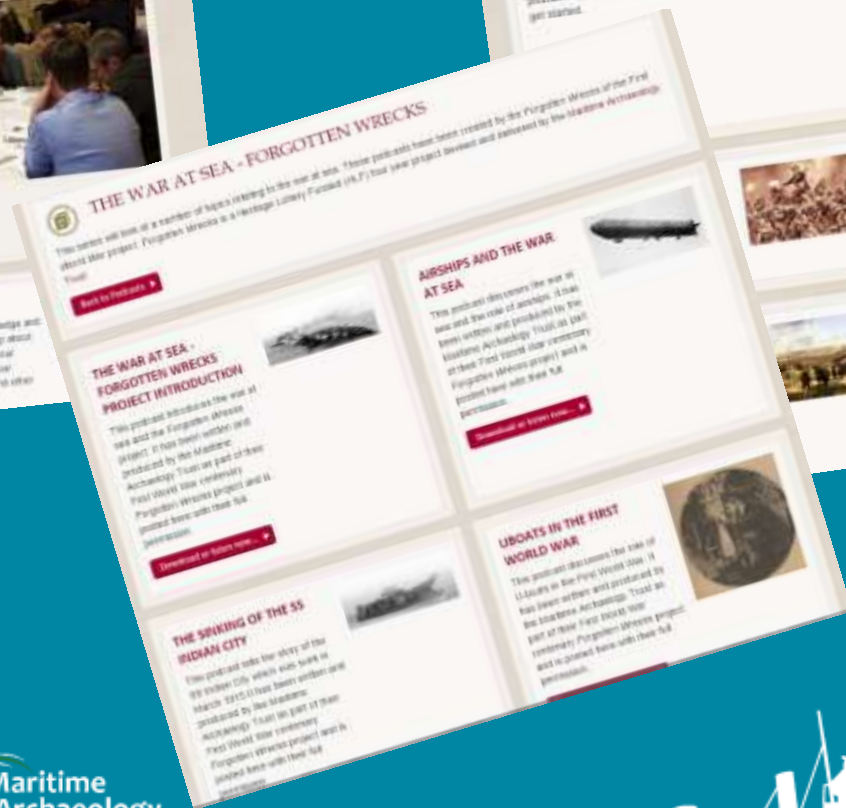 get started.
THE WAR AT SEA - FORGOTTEN WRECKS
This series will look at a number of topics relating to the war at sea. These podcasts have been created by the Forgotten Wrecks of the First
World War project. Forgotten Wrecks is a Heritage Lottery Funded (HLF) four year project devised and delivered by the Maritime Archaeology
Trust
Back to Podcasts
THE WAR AT SEA -
FORGOTTEN WRECKS
PROJECT INTRODUCTION
This podcast introduces the war at
sea and the Forgotten Wrecks
project. It has been written and
produced by the Maritime
Archaeology Trust as part of their
First World War centenary
Forgotten Wrecks project and is
posted here with their full
permission.
Download or listen now...
AIRSHIPS AND THE WAR
AT SEA
This podcast discusses the war at
sea and the role of airships. It has
been written and produced by the
Maritime Archaeology Trust as part
of their First World War centenary
Forgotten Wrecks project and is
posted here with their full
permission.
Download or listen now...
THE SINKING OF THE SS
INDIAN CITY
This podcast tells the story of the
SS Indian City which was sunk in
March 1915. It has been written and
produced by the Maritime
Archaeology Trust as part of their
First World War centenary
Forgotten Wrecks project and is
posted here with their full
permission.
UBOATS IN THE FIRST
WORLD WAR
This podcast discusses the role of
U-boats in the First World War. It
has been written and produced by
the Maritime Archaeology Trust as
part of their First World War
centenary Forgotten Wrecks project
and is posted here with their full
permission.
and
about
other
Maritime
Archaeology